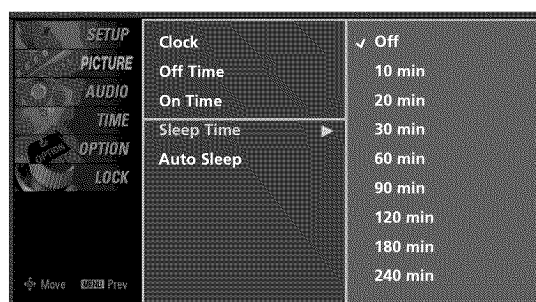 SETUP
PICTURE
AUDIO
TIME
OPTION
LOCK
Move MENU Prev
Clock
Off Time
On Time
Sleep Time
Auto Sleep
Off
10 min
20 min
30 min
60 min
90 min
120 min
180 min
240 min